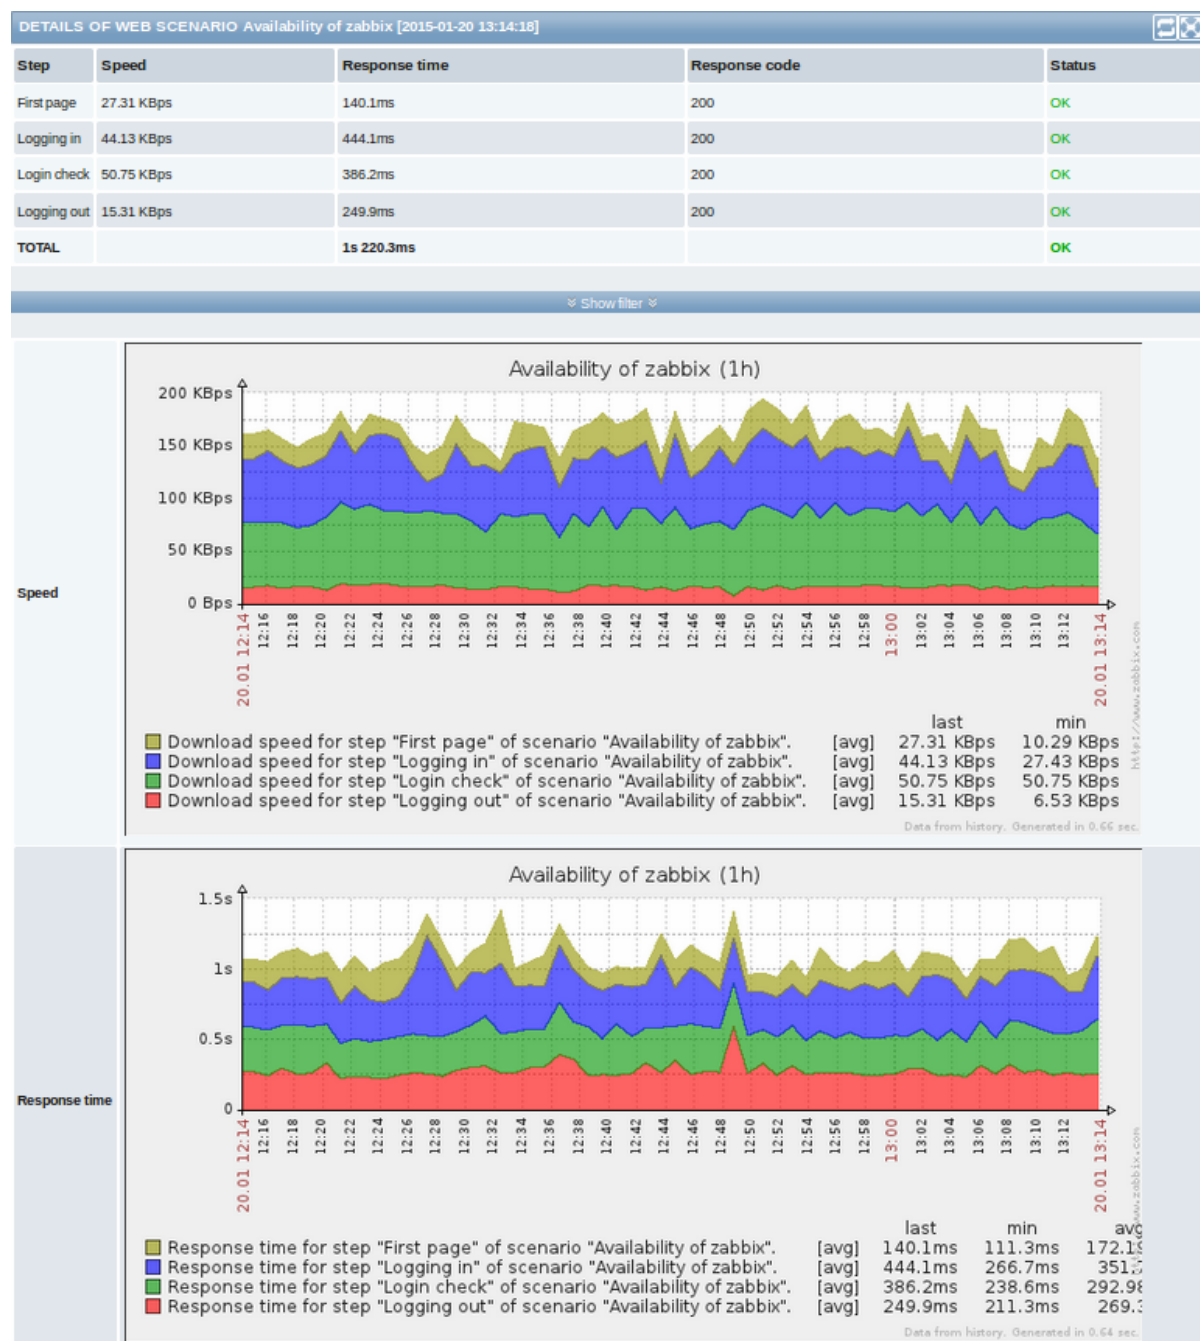 DETAILS OF WEB SCENARIO Availability of zabbix [2015-01-20 13:14:18]
Step Speed Response time Response code Status
First page 27.31 KBps 140.1ms 200 OK
Logging in 44.13 KBps 444.1ms 200 OK
Login check 50.75 KBps 386.2ms 200 OK
Logging out 15.31 KBps 249.9ms 200 OK
TOTAL 1s 220.3ms OK
Show filter
Speed
Availability of zabbix (1h)
200 KBps
150 KBps
100 KBps
50 KBps
0 Bps
20.01 12:14 12:16 12:18 12:20 12:22 12:24 12:26 12:28 12:30 12:32 12:34 12:36 12:38 12:40 12:42 12:44 12:46 12:48 12:50 12:52 12:54 12:56 12:58 13:00 13:02 13:04 13:06 13:08 13:10 13:12 20.01 13:14
http://www.zabbix.com
last min
Download speed for step "First page" of scenario "Availability of zabbix". [avg] 27.31 KBps 10.29 KBps
Download speed for step "Logging in" of scenario "Availability of zabbix". [avg] 44.13 KBps 27.43 KBps
Download speed for step "Login check" of scenario "Availability of zabbix". [avg] 50.75 KBps 50.75 KBps
Download speed for step "Logging out" of scenario "Availability of zabbix". [avg] 15.31 KBps 6.53 KBps
Data from history. Generated in 0.66 sec.
Response time
Availability of zabbix (1h)
1.5s
1s
0.5s
0
20.01 12:14 12:16 12:18 12:20 12:22 12:24 12:26 12:28 12:30 12:32 12:34 12:36 12:38 12:40 12:42 12:44 12:46 12:48 12:50 12:52 12:54 12:56 12:58 13:00 13:02 13:04 13:06 13:08 13:10 13:12 20.01 13:14
www.zabbix.com
last min avg
Response time for step "First page" of scenario "Availability of zabbix". [avg] 140.1ms 111.3ms 172.1
Response time for step "Logging in" of scenario "Availability of zabbix". [avg] 444.1ms 266.7ms 351.
Response time for step "Login check" of scenario "Availability of zabbix". [avg] 386.2ms 238.6ms 292.98
Response time for step "Logging out" of scenario "Availability of zabbix". [avg] 249.9ms 211.3ms 269.
Data from history. Generated in 0.64 sec.